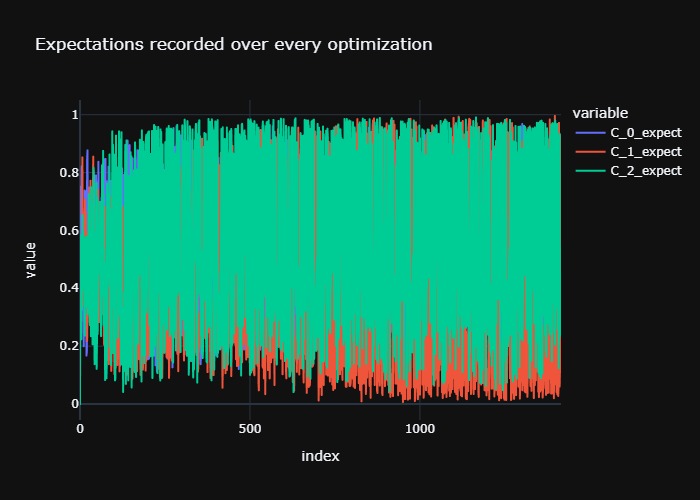 Expectations recorded over every optimization
variable
C_0_expect
C_1_expect
C_2_expect
1
0.8
0.6
0.4
0.2
0
value
0
500
1000
index